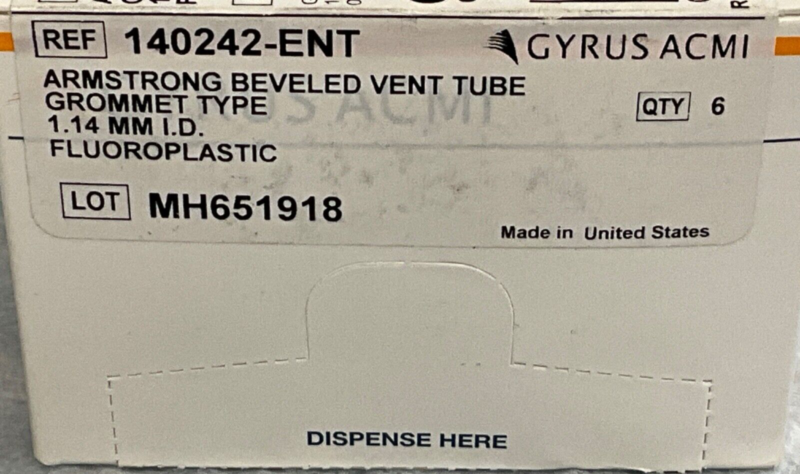 REF 140242-ENT GYRUS ACMI
ARMSTRONG BEVELED VENT TUBE
GROMMET TYPE
QTY 6
1.14 MM I.D.
FLUOROPLASTIC
LOT MH651918
Made in United States
DISPENSE HERE